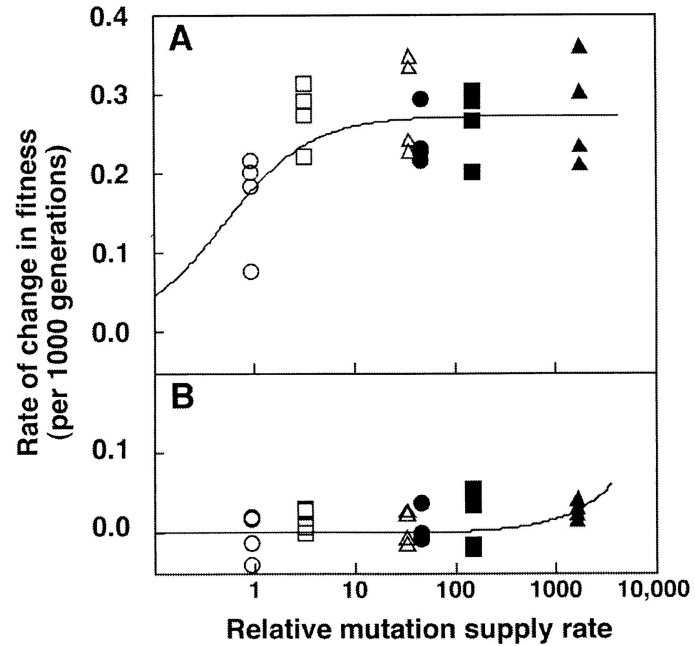 A
0.4
0.3
0.2
0.1
0.0
B
0.1
0.0
1
10
100
1000
10,000
Rate of change in fitness
(per 1000 generations)
Relative mutation supply rate